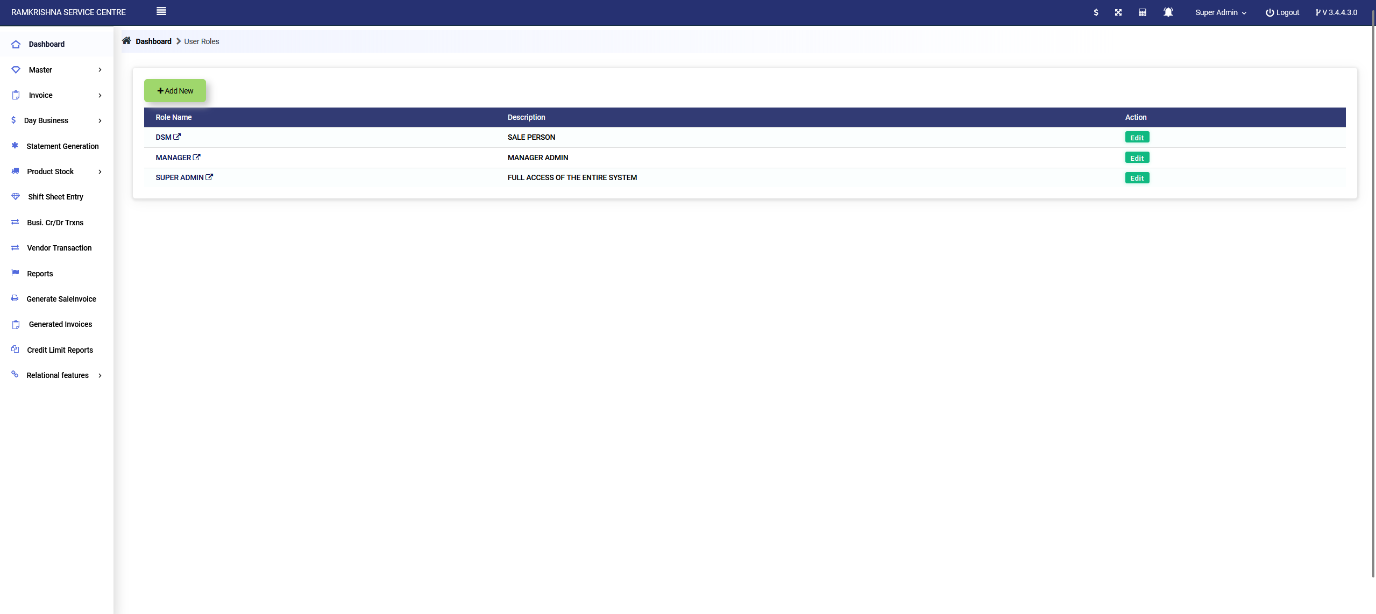 RAMKRISHNA SERVICE CENTRE
Super Admin
Logout
V 3.4.4.3.0
Dashboard
Master
Invoice
Day Business
Statement Generation
Product Stock
Shift Sheet Entry
Busi. Cr/Dr Trxns
Vendor Transaction
Reports
Generate SaleInvoice
Generated Invoices
Credit Limit Reports
Relational features
Dashboard User Roles
Add New
Role Name Description Action
DSM SALE PERSON Edit
MANAGER MANAGER ADMIN Edit
SUPER ADMIN FULL ACCESS OF THE ENTIRE SYSTEM Edit